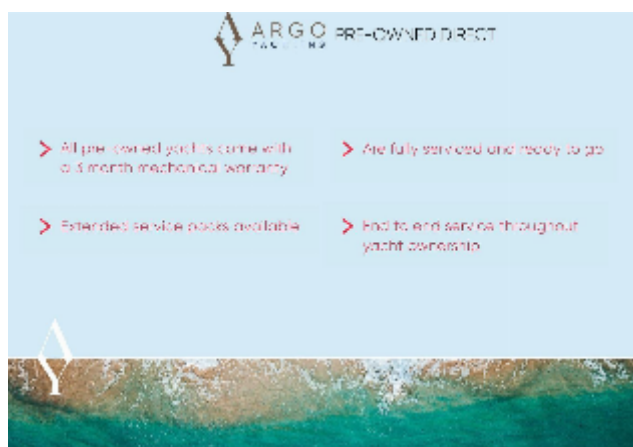 ARGO
YACHTING
PRE-OWNED DIRECT
All pre-owned yachts come with
a 6 month mechanical warranty
Are fully serviced and ready to go
Extended service packs available
End to end service throughout
yacht ownership